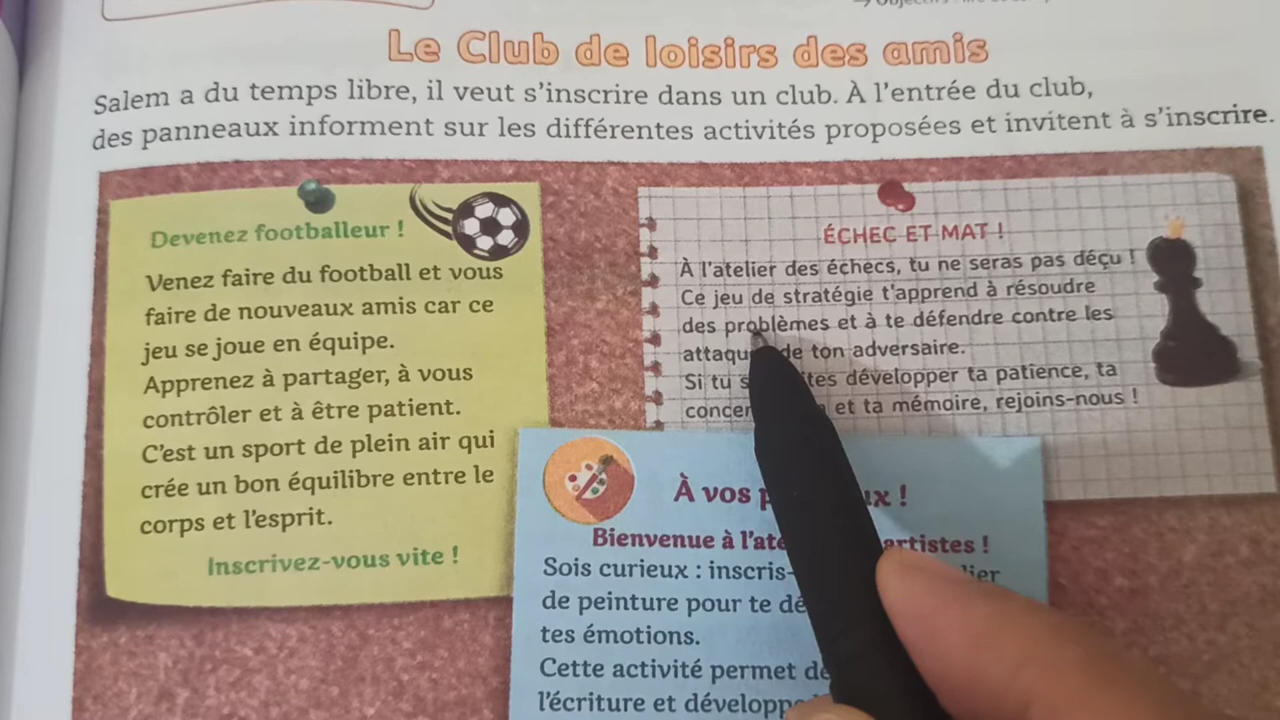 Le Club de loisirs des amis
Salem a du temps libre, il veut s'inscrire dans un club. À l'entrée du club,
des panneaux informent sur les différentes activités proposées et invitent à s'inscrire.
Devenez footballeur !
Venez faire du football et vous
faire de nouveaux amis car ce
jeu se joue en équipe.
Apprenez à partager, à vous
contrôler et à être patient.
C'est un sport de plein air qui
crée un bon équilibre entre le
corps et l'esprit.
Inscrivez-vous vite !
ÉCHEC ET MAT !
À l'atelier des échecs, tu ne seras pas déçu !
Ce jeu de stratégie t'apprend à résoudre
des problèmes et à te défendre contre les
de ton adversaire.
Si tu développer ta patience, ta
et ta mémoire, rejoins-nous !
À vos !
Bienvenue à artistes !
Sois curieux :
de peinture pour te
tes émotions.
Cette activité permet
l'écriture et